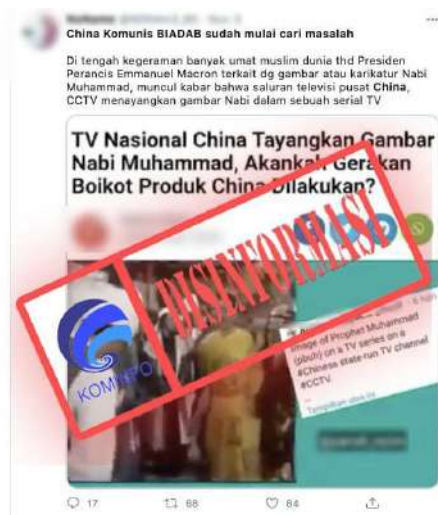 China Komunis BIADAB sudah mulai cari masalah
Di tengah kegeraman banyak umat muslim dunia thd Presiden
Perancis Emmanuel Macron terkait dg gambar atau karikatur Nabi
Muhammad, muncul kabar bahwa saluran televisi pusat China,
CCTV menayangkan gambar Nabi dalam sebuah serial TV
TV Nasional China Tayangkan Gambar
Nabi Muhammad, Akankah Gerakan
Boikot Produk China Dilakukan?
KOMINFO
DISINFORMASI
Image of Prophet Muhammad
(pbuh) on a TV series on a
#Chinese state-run TV channel
#CCTV.
17 68 84